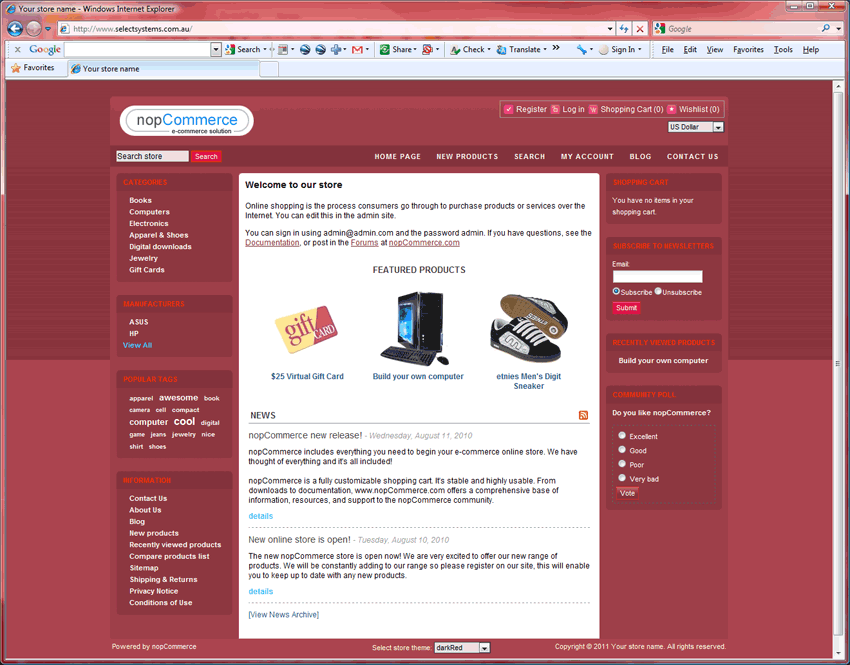 Your store name - Windows Internet Explorer
http://www.selectsystems.com.au/
Google
x Google Search Share Check Translate Sign In File Edit View Favorites Tools Help
Favorites Your store name
nopCommerce
e-commerce solution
Register Log in Shopping Cart (0) Wishlist (0)
US Dollar
Search store Search
HOME PAGE NEW PRODUCTS SEARCH MY ACCOUNT BLOG CONTACT US
CATEGORIES
Books
Computers
Electronics
Apparel & Shoes
Digital downloads
Jewelry
Gift Cards
MANUFACTURERS
ASUS
HP
View All
POPULAR TAGS
apparel awesome book
camera cell compact
computer cool digital
game jeans jewelry nice
shirt shoes
INFORMATION
Contact Us
About Us
Blog
New products
Recently viewed products
Compare products list
Sitemap
Shipping & Returns
Privacy Notice
Conditions of Use
Welcome to our store
Online shopping is the process consumers go through to purchase products or services over the
Internet. You can edit this in the admin site.
You can sign in using admin@admin.com and the password admin. If you have questions, see the
Documentation, or post in the Forums at nopCommerce.com
FEATURED PRODUCTS
gift
CARD
$25 Virtual Gift Card
Build your own computer
etnies Men's Digit
Sneaker
NEWS
nopCommerce new release! - Wednesday, August 11, 2010
nopCommerce includes everything you need to begin your e-commerce online store. We have
thought of everything and it's all included!
nopCommerce is a fully customizable shopping cart. It's stable and highly usable. From
downloads to documentation, www.nopCommerce.com offers a comprehensive base of
information, resources, and support to the nopCommerce community.
details
New online store is open! - Tuesday, August 10, 2010
The new nopCommerce store is open now! We are very excited to offer our new range of
products. We will be constantly adding to our range so please register on our site, this will enable
you to keep up to date with any new products.
details
[View News Archive]
SHOPPING CART
You have no items in your
shopping cart.
SUBSCRIBE TO NEWSLETTERS
Email:
Subscribe Unsubscribe
Submit
RECENTLY VIEWED PRODUCTS
Build your own computer
COMMUNITY POLL
Do you like nopCommerce?
Excellent
Good
Poor
Very bad
Vote
Powered by nopCommerce
Select store theme: darkRed
Copyright © 2011 Your store name. All rights reserved.